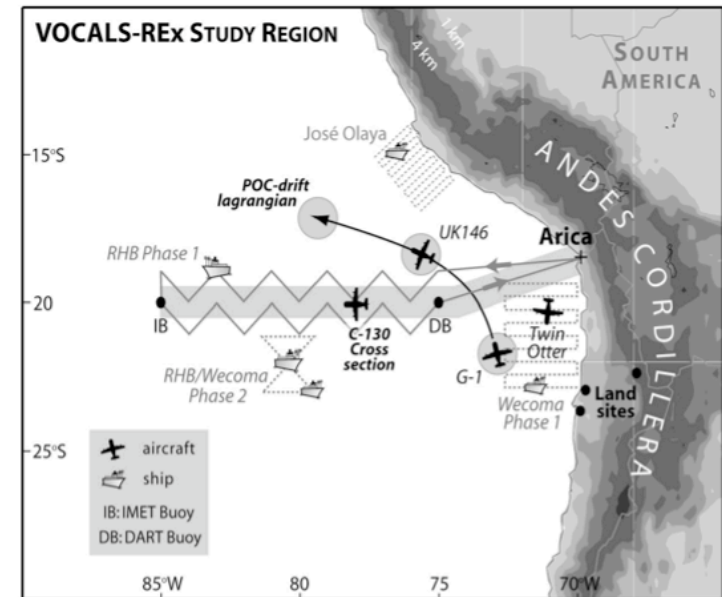 VOCALS-REx STUDY REGION
1 km
4 km
SOUTH
AMERICA
José Olaya
15°S
ANDES CORDILLERA
POC-drift
lagrangian
UK146
Arica
RHB Phase 1
20
IB
DB
C-130
Cross
section
Twin
Otter
G-1
RHB/Wecoma
Phase 2
Wecoma
Phase 1
Land
sites
25°S
aircraft
ship
IB: IMET Buoy
DB: DART Buoy
85°W
80
75
70°W